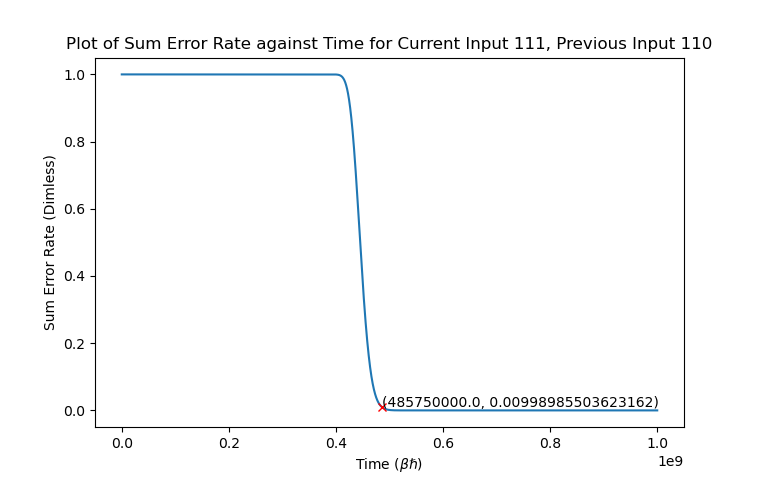 Plot of Sum Error Rate against Time for Current Input 111, Previous Input 110
1.0
0.8
0.6
0.4
0.2
0.0
Sum Error Rate (Dimless)
(485750000.0, 0.00998985503623162)
0.0 0.2 0.4 0.6 0.8 1.0
1e9
Time (βℏ)